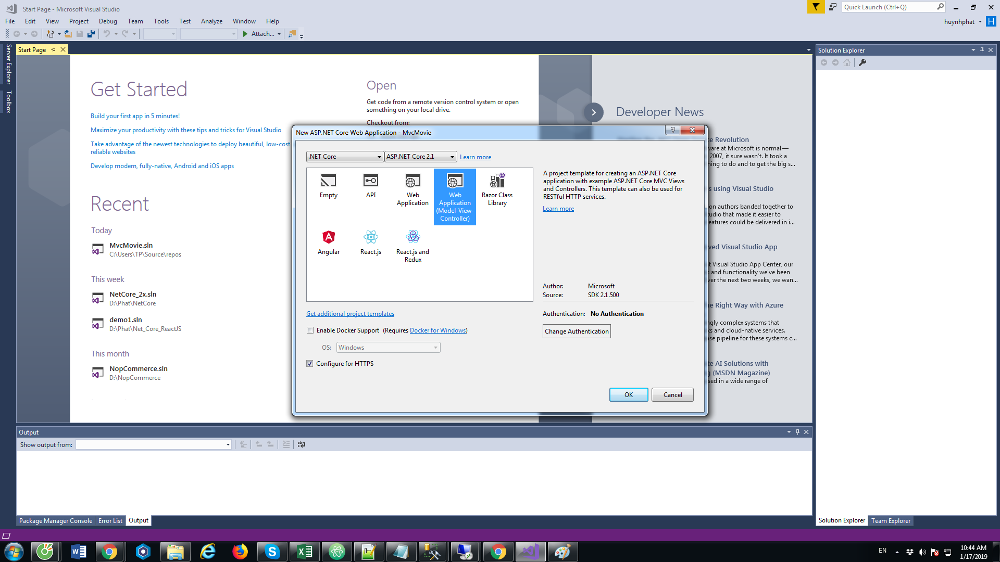 Start Page - Microsoft Visual Studio
Quick Launch (Ctrl+Q)
File Edit View Project Debug Team Tools Test Analyze Window Help
huynhphat
H
Attach...
Server Explorer
Toolbox
Start Page
Get Started
Build your first app in 5 minutes!
Maximize your productivity with these tips and tricks for Visual Studio
Take advantage of the newest technologies to deploy beautiful, low-cost
reliable websites
Develop modern, fully-native, Android and iOS apps
Recent
Today
MvcMovie.sln
C:\Users\TP\Source\repos
This week
NetCore_2x.sln
D:\Phat\NetCore
demo1.sln
D:\Phat\Net_Core_ReactJS
This month
NopCommerce.sln
D:\NopCommerce
Open
Get code from a remote version control system or open
something on your local drive.
Checkout from:
Developer News
e Revolution
are at Microsoft is normal —
2007, it sure wasn't. It took a
ning to do and to get the big s...
s using Visual Studio
on authors banded together to
udio that made it easier to
eatures could be delivered in i...
ved Visual Studio App
t Visual Studio App Center, our
s and functionality we've been
ver the next two weeks, we wan...
e Right Way with Azure
gly complex systems that
ks and cloud-native services.
se pipeline for these systems c...
te AI Solutions with
g (MSDN Magazine)
sed in a wide range of
New ASP.NET Core Web Application - MvcMovie
.NET Core
ASP.NET Core 2.1
Learn more
Empty
API
Web
Application
Web
Application
(Model-View-
Controller)
Razor Class
Library
Angular
React.js
React.js and
Redux
A project template for creating an ASP.NET Core
application with example ASP.NET Core MVC Views
and Controllers. This template can also be used for
RESTful HTTP services.
Learn more
Author: Microsoft
Source: SDK 2.1.500
Get additional project templates
Authentication: No Authentication
Enable Docker Support (Requires Docker for Windows)
Change Authentication
OS: Windows
Configure for HTTPS
OK
Cancel
Output
Show output from:
Package Manager Console Error List Output
Solution Explorer
Solution Explorer Team Explorer
EN
10:44 AM
1/17/2019